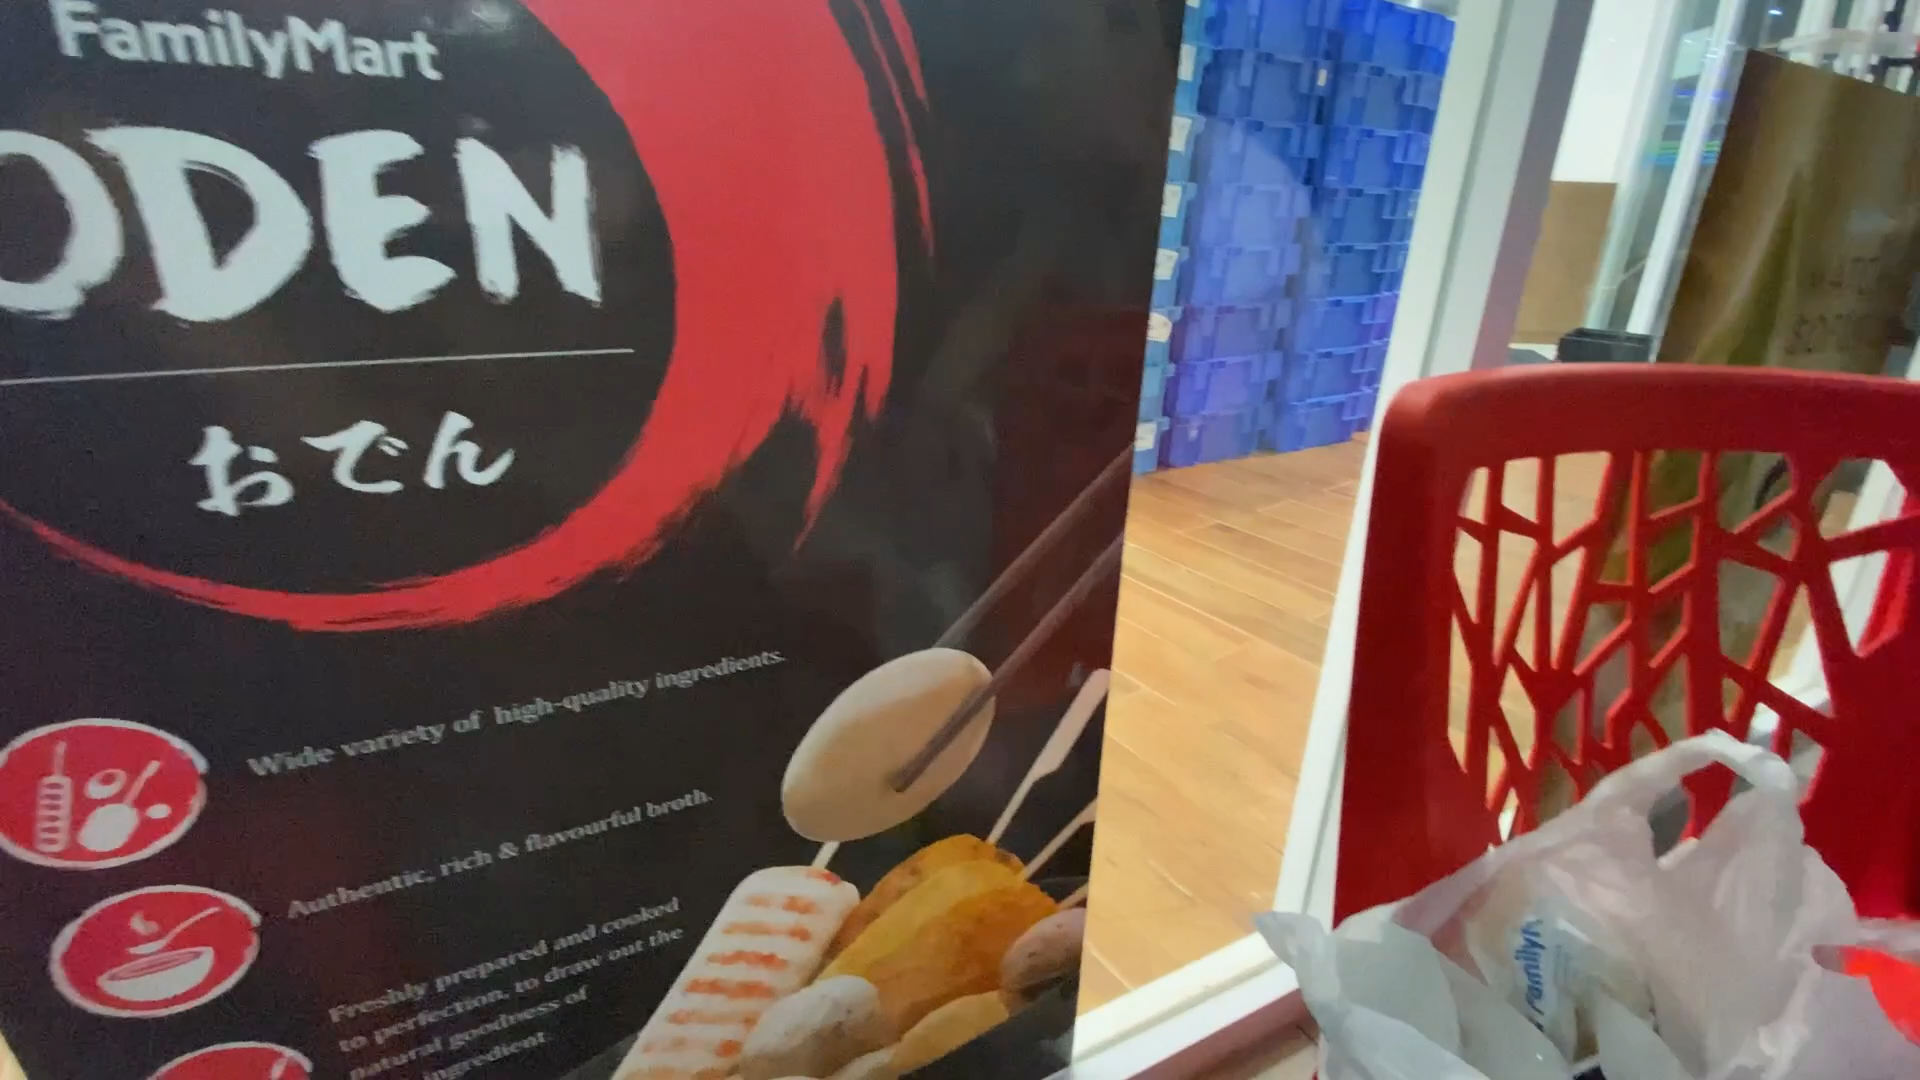 FamilyMart
ODEN
おでん
Wide variety of high-quality ingredients.
Authentic, rich & flavourful broth.
Freshly prepared and cooked
to perfection, to draw out the
natural goodness of
ingredient.
Family